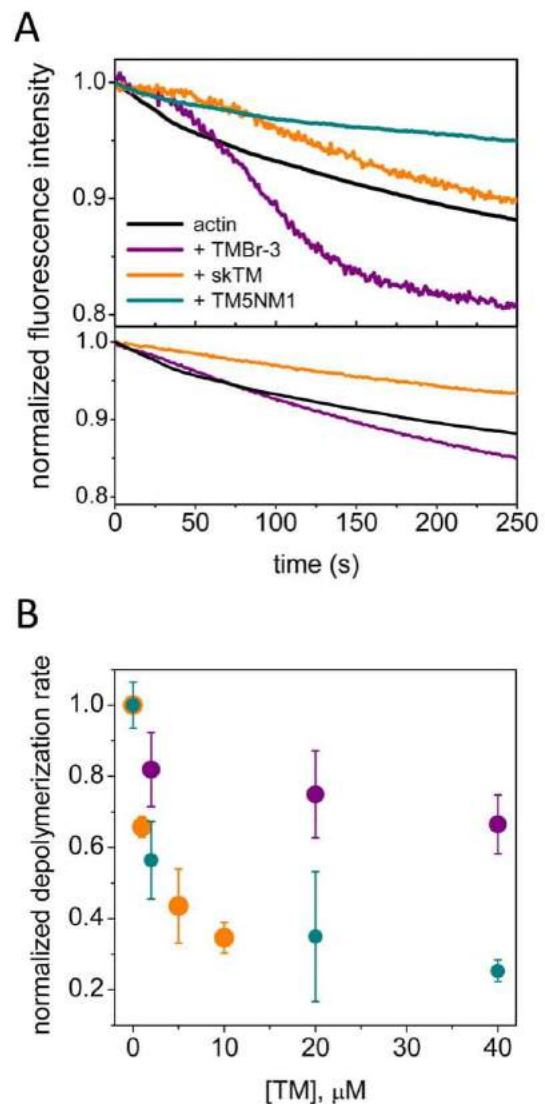 A
normalized fluorescence intensity
1.0
0.9
0.8
actin
+ TMBr-3
+ skTM
+ TM5NM1
1.0
0.9
0.8
0 50 100 150 200 250
time (s)
B
normalized depolymerization rate
1.0
0.8
0.6
0.4
0.2
0 10 20 30 40
[TM], μM